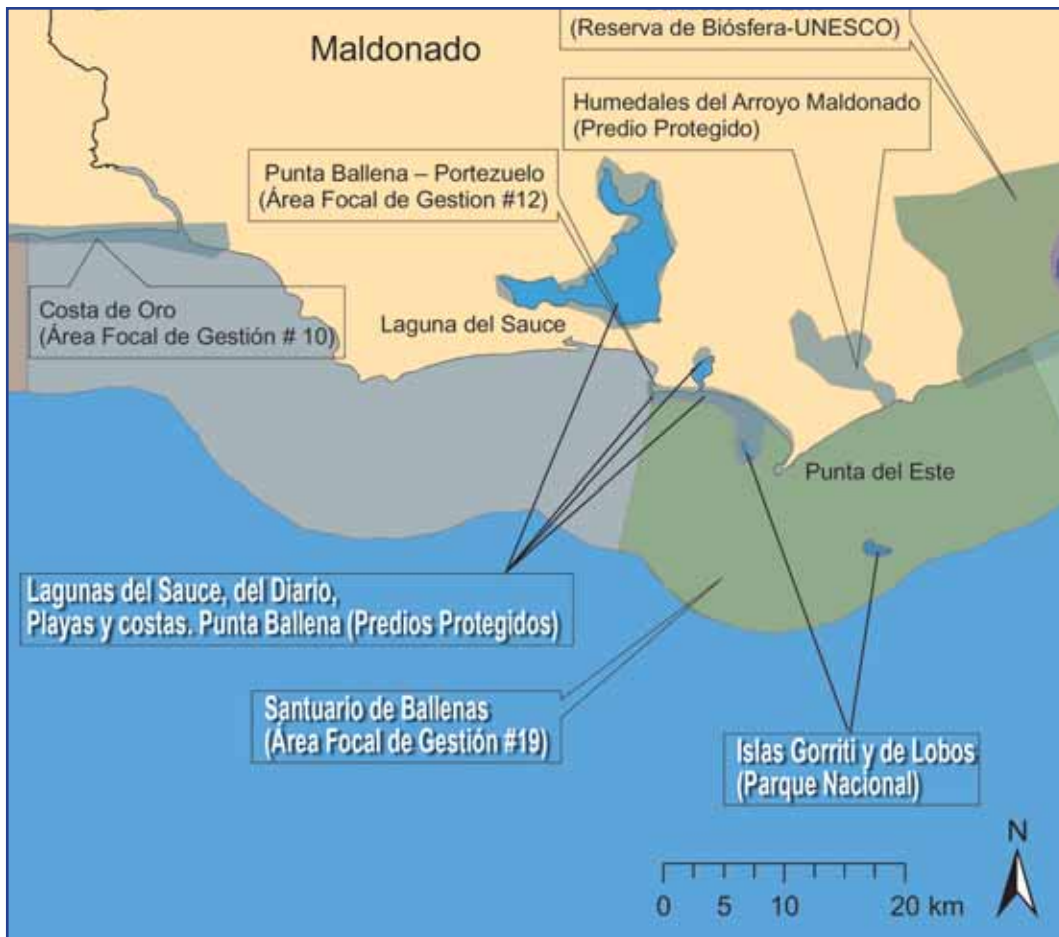 (Reserva de Biósfera-UNESCO)
Maldonado
Humedales del Arroyo Maldonado
(Predio Protegido)
Punta Ballena – Portezuelo
(Área Focal de Gestion #12)
Costa de Oro
(Área Focal de Gestión # 10)
Laguna del Sauce
Punta del Este
Lagunas del Sauce, del Diario,
Playas y costas. Punta Ballena (Predios Protegidos)
Santuario de Ballenas
(Área Focal de Gestión #19)
Islas Gorriti y de Lobos
(Parque Nacional)
N
0 5 10 20 km